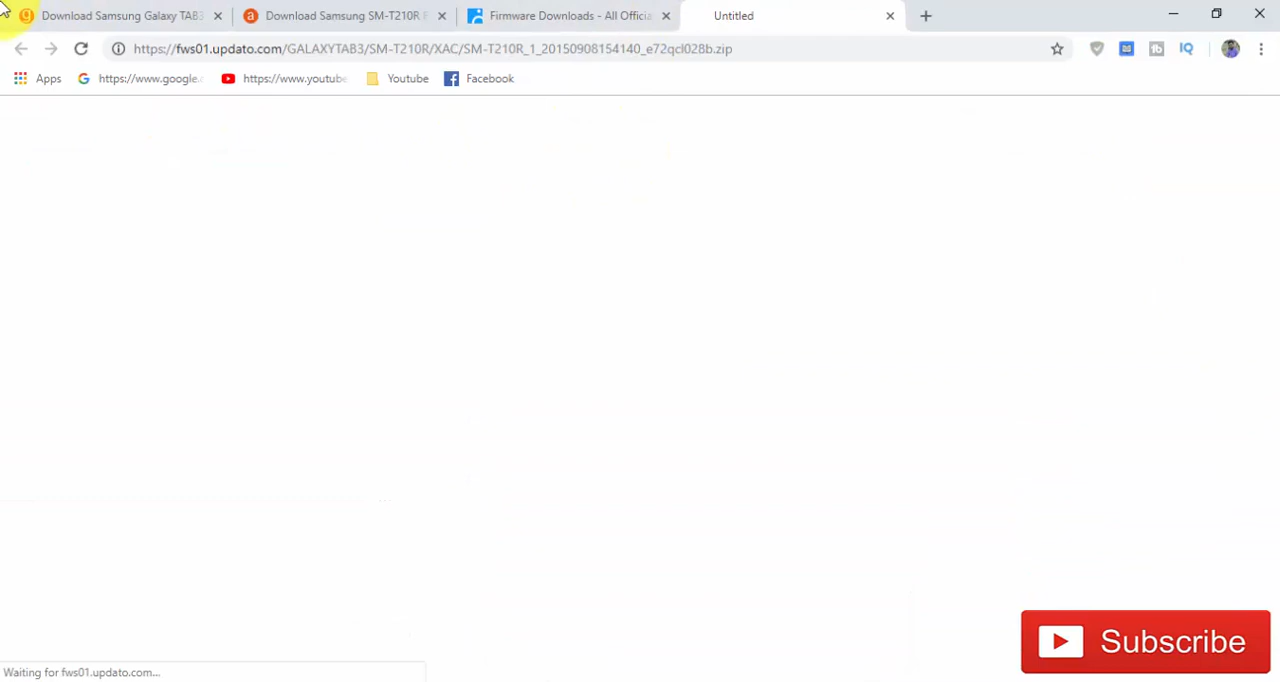 Download Samsung Galaxy TAB3
Download Samsung SM-T210R
Firmware Downloads - All Officia
Untitled
https://fws01.updato.com/GALAXYTAB3/SM-T210R/XAC/SM-T210R_1_20150908154140_e72qcl028b.zip
Apps
https://www.google.
https://www.youtube
Youtube
Facebook
Waiting for fws01.updato.com...
Subscribe